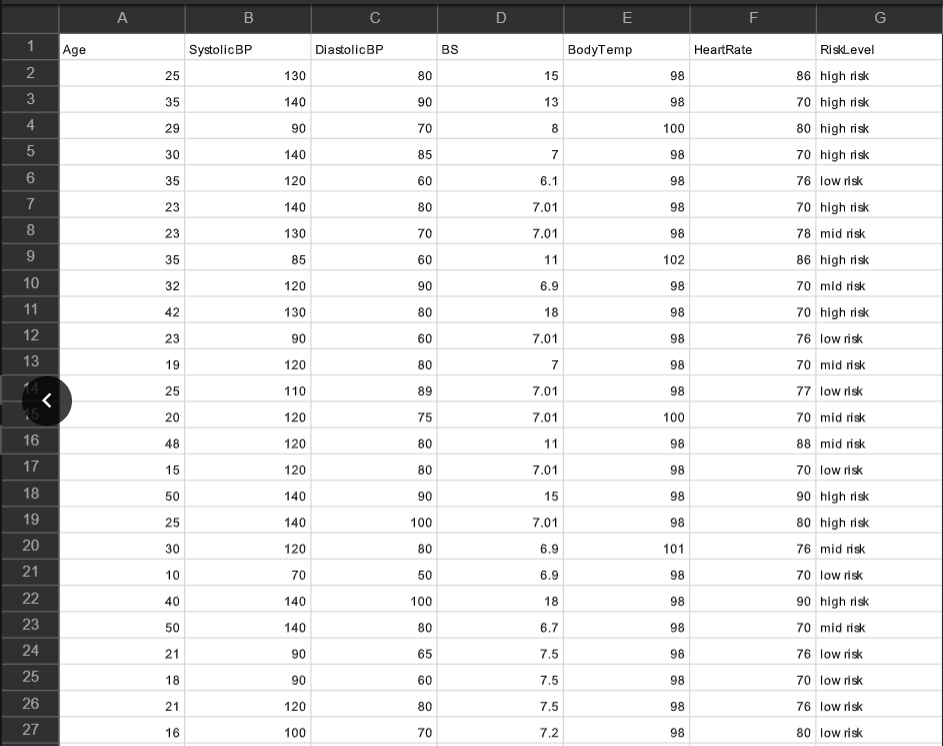 A B C D E F G
1 Age SystolicBP DiastolicBP BS BodyTemp HeartRate RiskLevel
2 25 130 80 15 98 86 high risk
3 35 140 90 13 98 70 high risk
4 29 90 70 8 100 80 high risk
5 30 140 85 7 98 70 high risk
6 35 120 60 6.1 98 76 low risk
7 23 140 80 7.01 98 70 high risk
8 23 130 70 7.01 98 78 mid risk
9 35 85 60 11 102 86 high risk
10 32 120 90 6.9 98 70 mid risk
11 42 130 80 18 98 70 high risk
12 23 90 60 7.01 98 76 low risk
13 19 120 80 7 98 70 mid risk
14 25 110 89 7.01 98 77 low risk
15 20 120 75 7.01 100 70 mid risk
16 48 120 80 11 98 88 mid risk
17 15 120 80 7.01 98 70 low risk
18 50 140 90 15 98 90 high risk
19 25 140 100 7.01 98 80 high risk
20 30 120 80 6.9 101 76 mid risk
21 10 70 50 6.9 98 70 low risk
22 40 140 100 18 98 90 high risk
23 50 140 80 6.7 98 70 mid risk
24 21 90 65 7.5 98 76 low risk
25 18 90 60 7.5 98 70 low risk
26 21 120 80 7.5 98 76 low risk
27 16 100 70 7.2 98 80 low risk